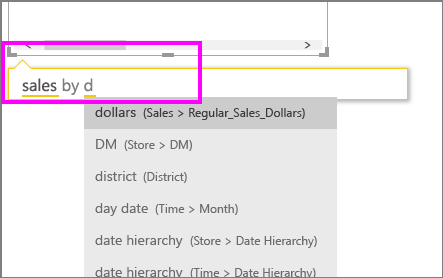 sales by d
dollars (Sales > Regular_Sales_Dollars)
DM (Store > DM)
district (District)
day date (Time > Month)
date hierarchy (Store > Date Hierarchy)
date hierarchy (Time > Date Hierarchy)